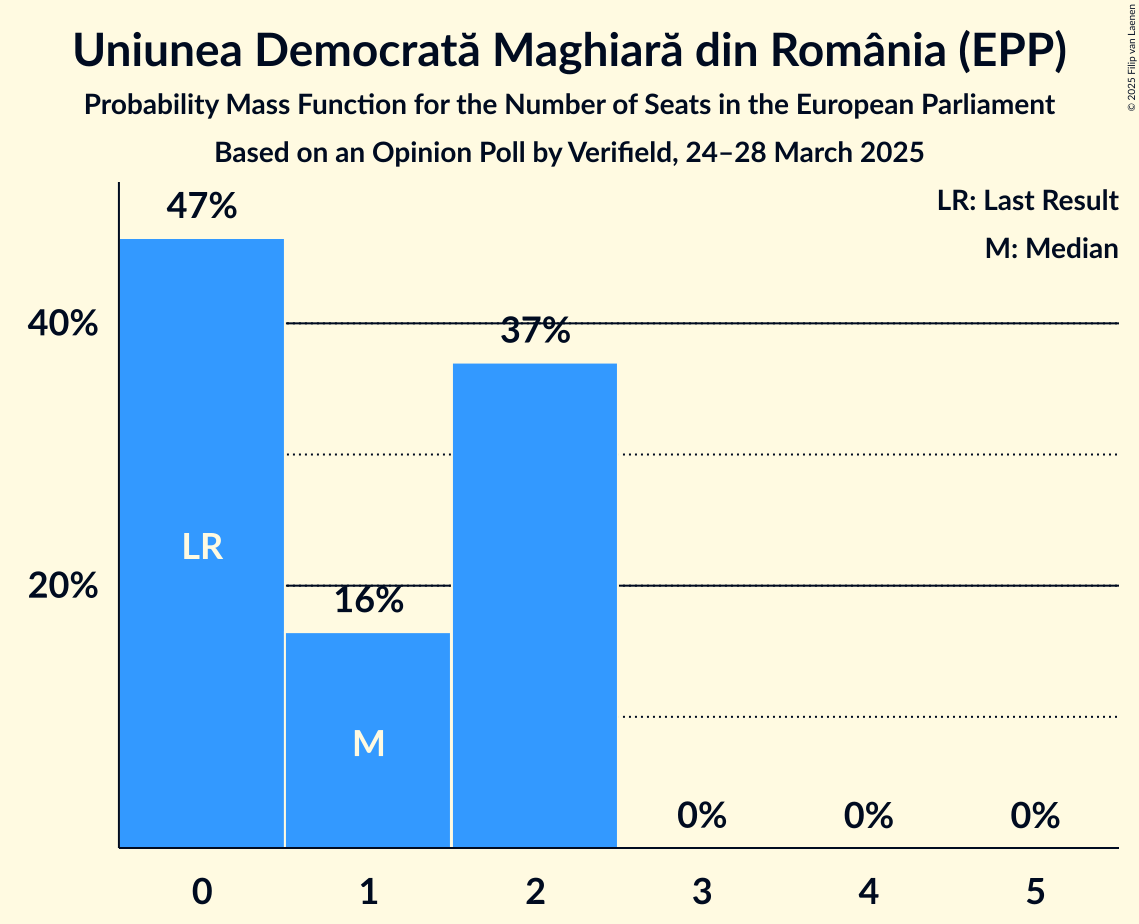 Uniunea Democrată Maghiară din România (EPP)
Probability Mass Function for the Number of Seats in the European Parliament
Based on an Opinion Poll by Verifield, 24–28 March 2025
© 2025 Filip van Laenen
LR: Last Result
M: Median
47%
40%
37%
LR
20%
16%
M
0%
0%
0%
0
1
2
3
4
5